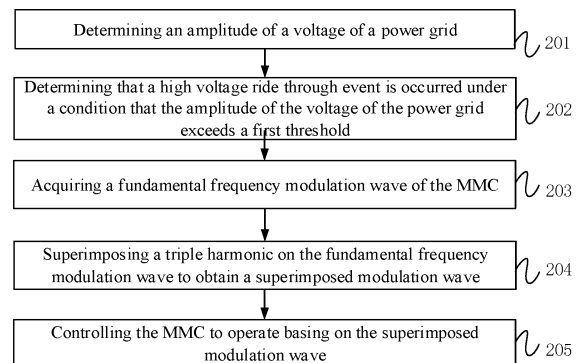 Determining an amplitude of a voltage of a power grid
201
Determining that a high voltage ride through event is occurred under
a condition that the amplitude of the voltage of the power grid
exceeds a first threshold
202
Acquiring a fundamental frequency modulation wave of the MMC
203
Superimposing a triple harmonic on the fundamental frequency
modulation wave to obtain a superimposed modulation wave
204
Controlling the MMC to operate basing on the superimposed
modulation wave
205